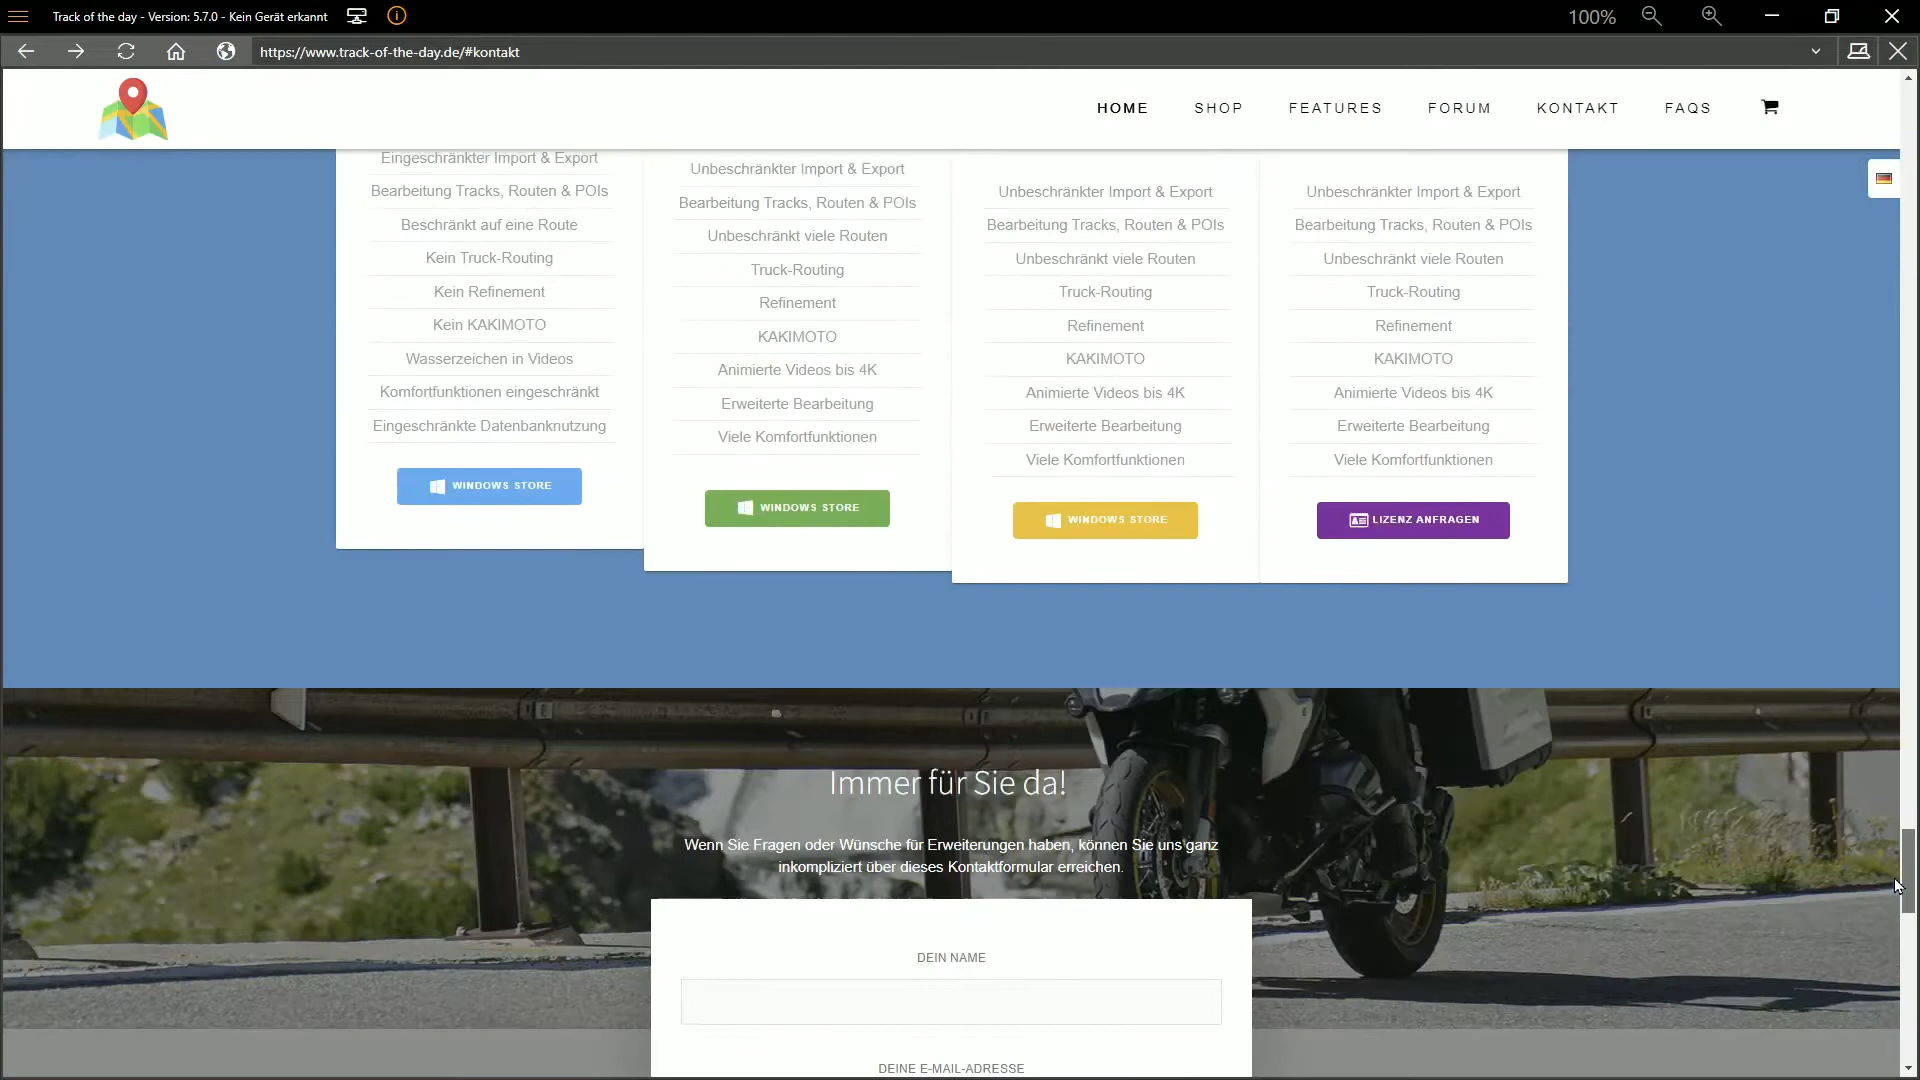 Track of the day - Version: 5.7.0 - Kein Gerät erkannt
100%
https://www.track-of-the-day.de/#kontakt
HOME
SHOP
FEATURES
FORUM
KONTAKT
FAQS
Eingeschränkter Import & Export
Bearbeitung Tracks, Routen & POIs
Beschränkt auf eine Route
Kein Truck-Routing
Kein Refinement
Kein KAKIMOTO
Wasserzeichen in Videos
Komfortfunktionen eingeschränkt
Eingeschränkte Datenbanknutzung
WINDOWS STORE
Unbeschränkter Import & Export
Bearbeitung Tracks, Routen & POIs
Unbeschränkt viele Routen
Truck-Routing
Refinement
KAKIMOTO
Animierte Videos bis 4K
Erweiterte Bearbeitung
Viele Komfortfunktionen
WINDOWS STORE
Unbeschränkter Import & Export
Bearbeitung Tracks, Routen & POIs
Unbeschränkt viele Routen
Truck-Routing
Refinement
KAKIMOTO
Animierte Videos bis 4K
Erweiterte Bearbeitung
Viele Komfortfunktionen
WINDOWS STORE
Unbeschränkter Import & Export
Bearbeitung Tracks, Routen & POIs
Unbeschränkt viele Routen
Truck-Routing
Refinement
KAKIMOTO
Animierte Videos bis 4K
Erweiterte Bearbeitung
Viele Komfortfunktionen
LIZENZ ANFRAGEN
Immer für Sie da!
Wenn Sie Fragen oder Wünsche für Erweiterungen haben, können Sie uns ganz
inkompliziert über dieses Kontaktformular erreichen.
DEIN NAME
DEINE E-MAIL-ADRESSE